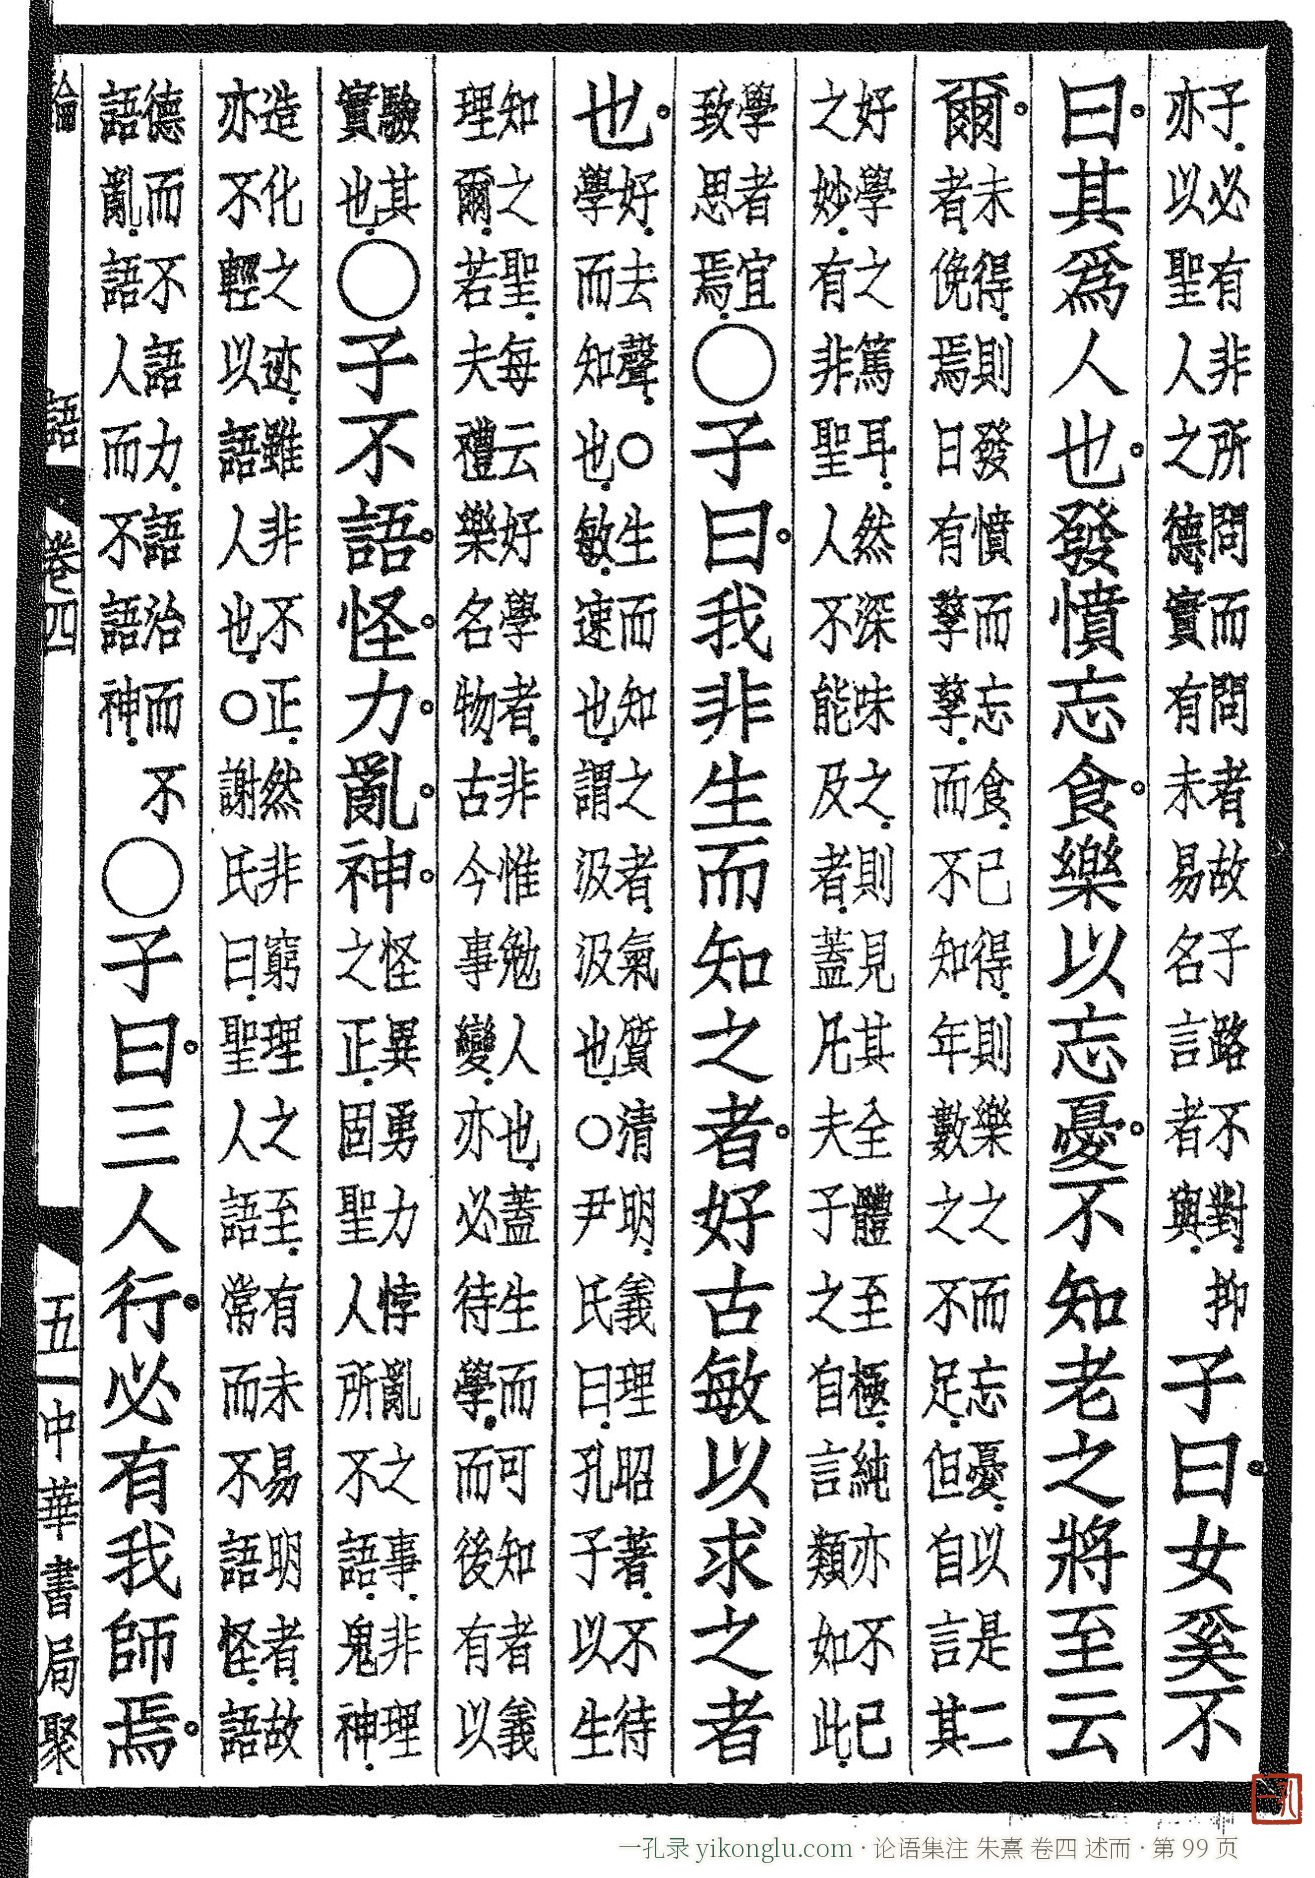 子，必有非所問而問者，故子路不對，抑
亦以聖人之德，實有未易名言者與，
子曰。女奚不
曰。其爲人也。發憤忘食。樂以忘憂。不知老之將至云
爾。
未得，則發憤而忘食，已得，則樂之而忘憂，以是二
者，俛焉日有孳孳，而不知年數之不足，但自言其
好學之篤耳，然深味之，則見其全體至極，純亦不已
之妙，有非聖人不能及者，蓋凡夫子之自言類如此，
學者宜
致思焉，
○子曰。我非生而知之者。好古敏以求之者
也。
好，去聲，○生而知之者，氣質清明，義理昭著，不待
學而知也，敏，速也，謂汲汲也，○尹氏曰，孔子以生
知之聖，每云好學者，非惟勉人也，蓋生而可知者義
理爾若夫禮樂名物，古今事變，亦必待學，而後有以
驗其
實也，
○子不語。怪。力。亂。神。
怪異勇力悖亂之事，非理
之正，固聖人所不語，鬼神，
造化之迹，雖非不正，然非窮理之至，有未易明者，故
亦不輕以語人也，○謝氏曰，聖人語常而不語怪，語
德而不語力，語治而不
語亂，語人而不語神，
○子曰。三人行。必有我師焉。
論語 卷四 五 中華書局聚
一孔
一孔录 yikonglu.com · 论语集注 朱熹 卷四 述而 · 第 99 页